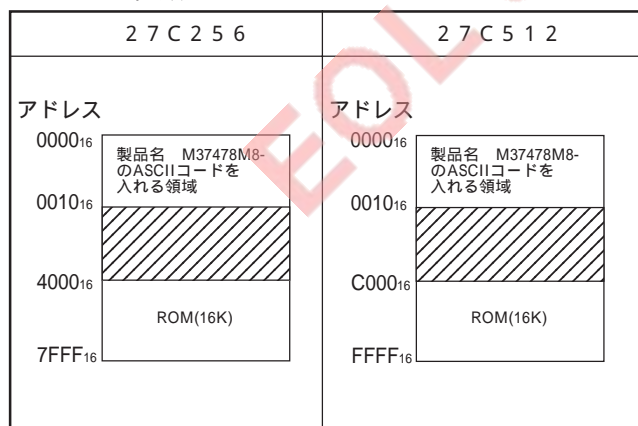 27C256
アドレス
0000₁₆
製品名 M37478M8-
のASCIIコードを
入れる領域
0010₁₆
4000₁₆
ROM(16K)
7FFF₁₆
27C512
アドレス
0000₁₆
製品名 M37478M8-
のASCIIコードを
入れる領域
0010₁₆
C000₁₆
ROM(16K)
FFFF₁₆
EOL